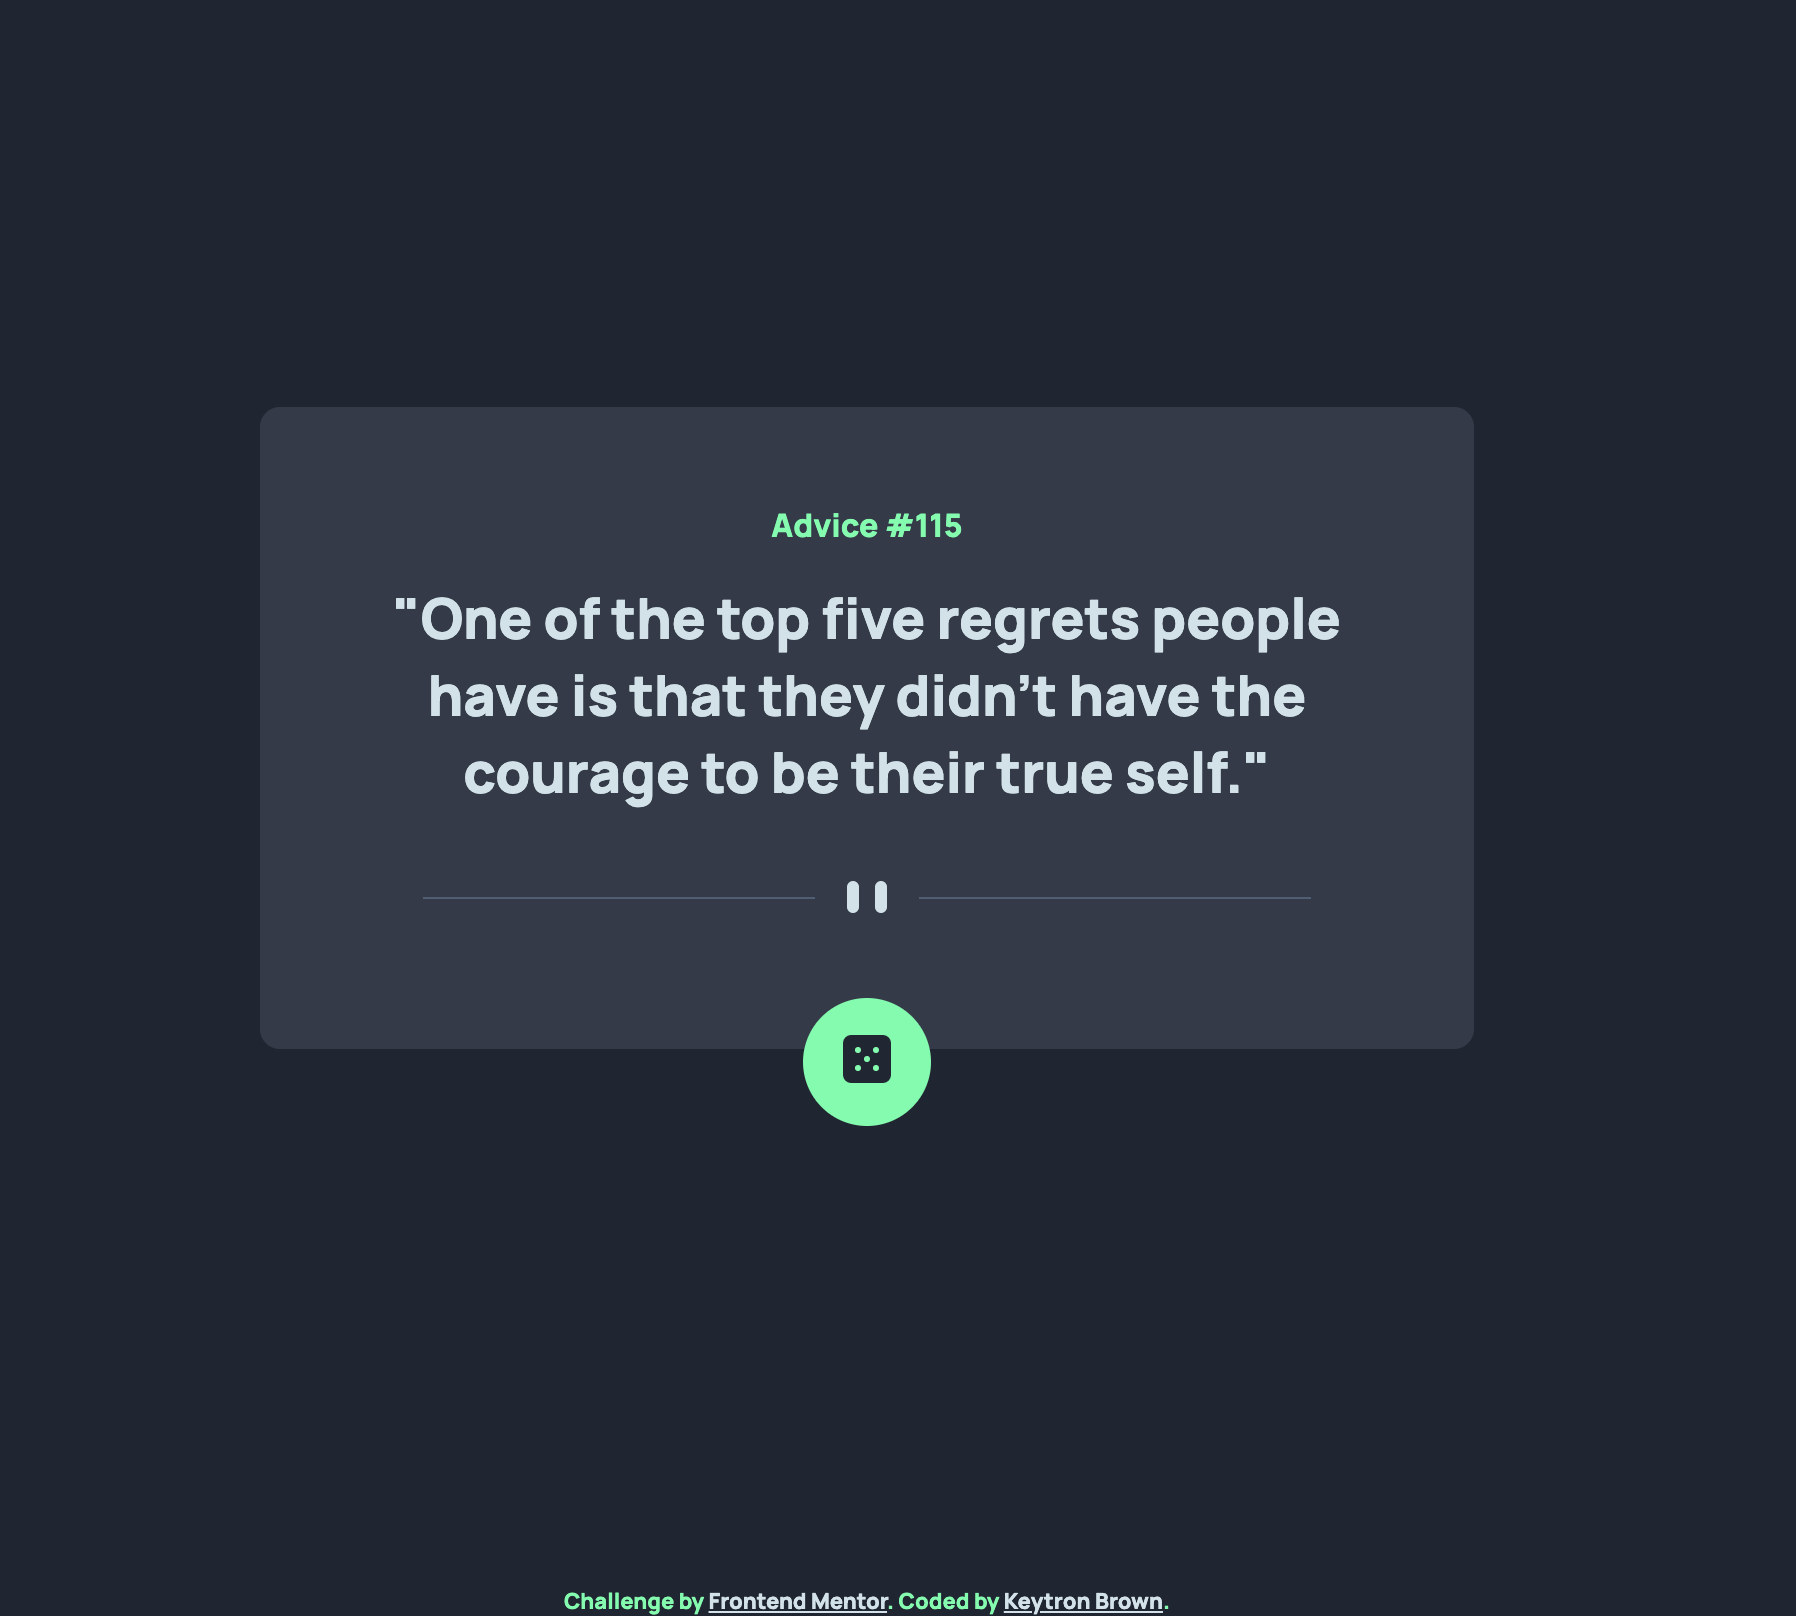 Advice #115
"One of the top five regrets people
have is that they didn’t have the
courage to be their true self."
Challenge by Frontend Mentor. Coded by Keytron Brown.